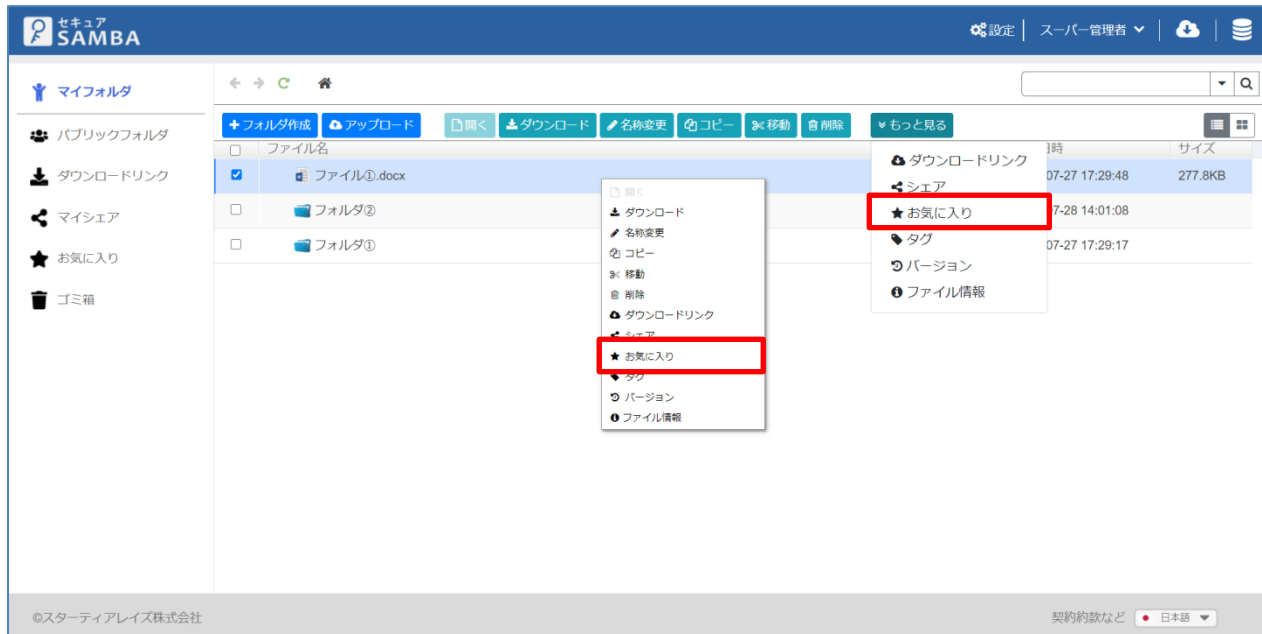 セキュア
SAMBA
設定 スーパー管理者
マイフォルダ
パブリックフォルダ
ダウンロードリンク
マイシェア
お気に入り
ゴミ箱
+フォルダ作成 アップロード 開く ダウンロード 名称変更 コピー 移動 削除 もっと見る
ファイル名 日時 サイズ
ファイル①.docx 07-27 17:29:48 277.8KB
フォルダ② 07-28 14:01:08
フォルダ① 07-27 17:29:17
開く
ダウンロード
名称変更
コピー
移動
削除
ダウンロードリンク
シェア
お気に入り
タグ
バージョン
ファイル情報
ダウンロードリンク
シェア
お気に入り
タグ
バージョン
ファイル情報
©スターティアレイズ株式会社 契約約款など 日本語